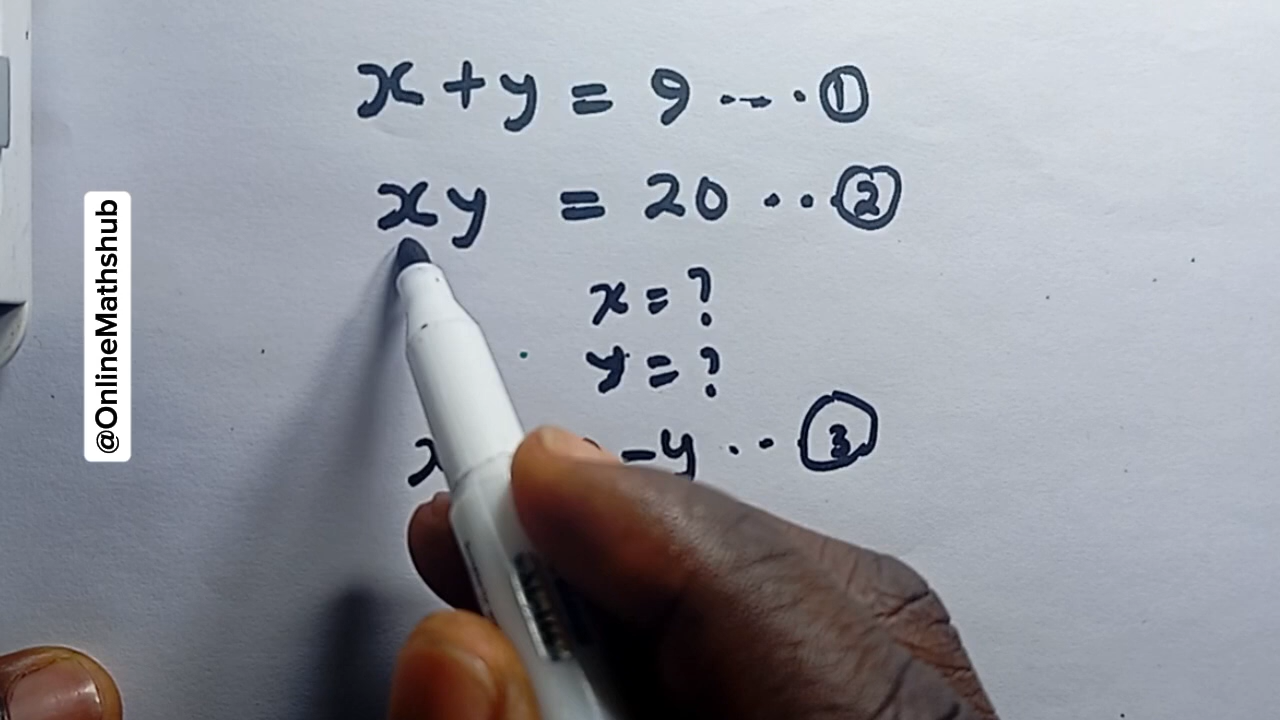 x + y = 9 ... ①
xy = 20 ... ②
x = ?
y = ?
x - y .. ③
@OnlineMathshub